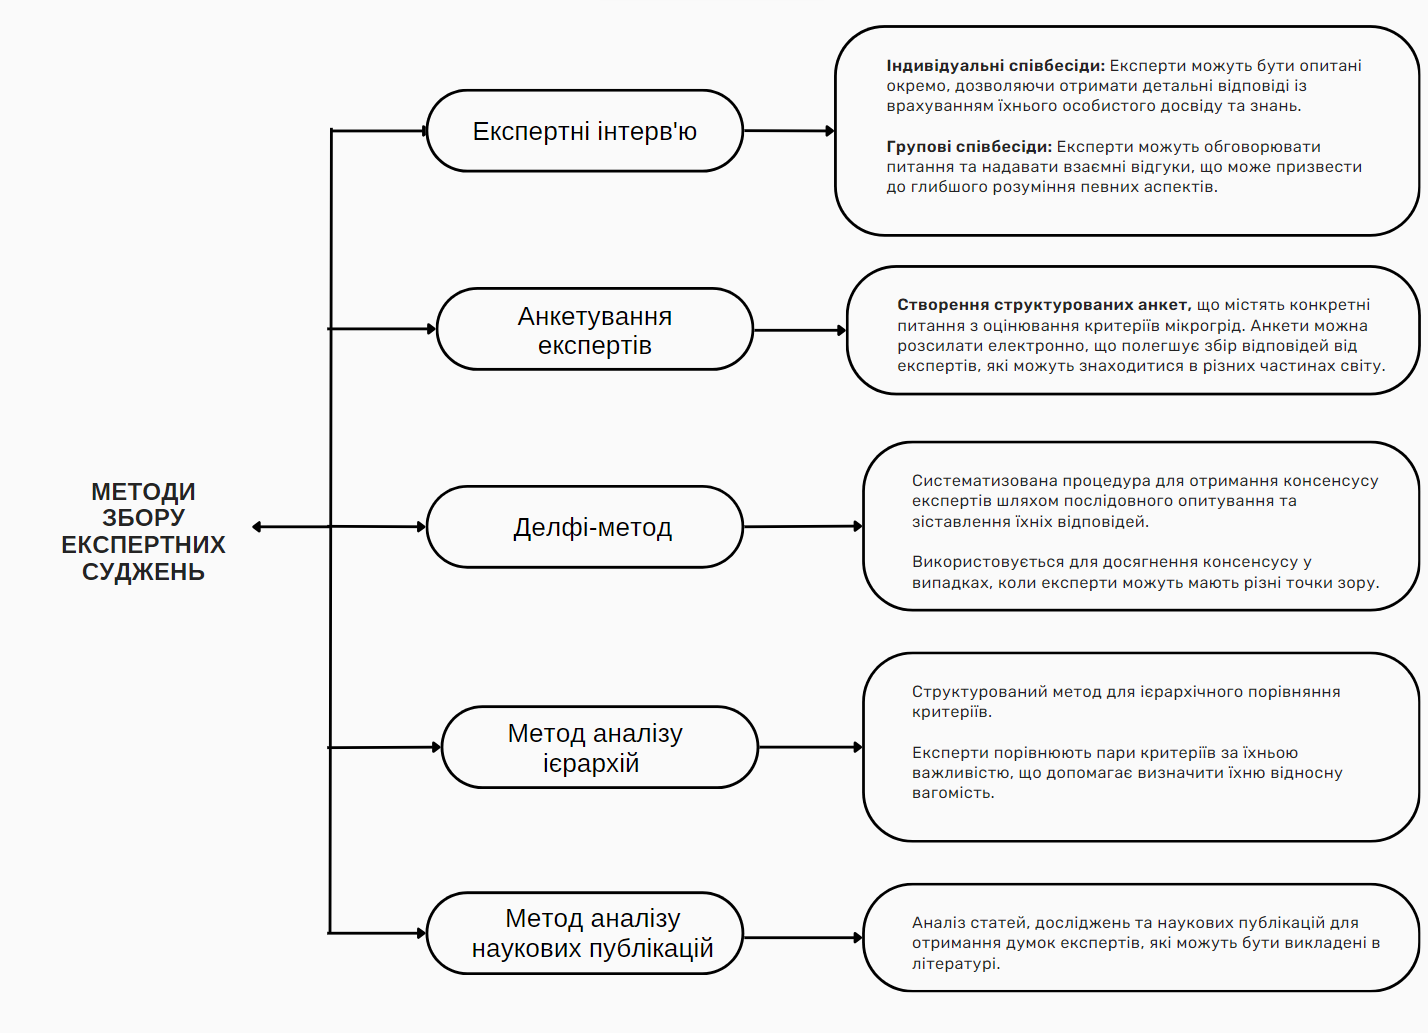 МЕТОДИ
ЗБОРУ
ЕКСПЕРТНИХ
СУДЖЕНЬ
Експертні інтерв'ю
Індивідуальні співбесіди: Експерти можуть бути опитані
окремо, дозволяючи отримати детальні відповіді із
врахуванням їхнього особистого досвіду та знань.
Групові співбесіди: Експерти можуть обговорювати
питання та надавати взаємні відгуки, що може призвести
до глибшого розуміння певних аспектів.
Анкетування
експертів
Створення структурованих анкет, що містять конкретні
питання з оцінювання критеріїв мікрогрід. Анкети можна
розсилати електронно, що полегшує збір відповідей від
експертів, які можуть знаходитися в різних частинах світу.
Делфі-метод
Систематизована процедура для отримання консенсусу
експертів шляхом послідовного опитування та
зіставлення їхніх відповідей.
Використовується для досягнення консенсусу у
випадках, коли експерти можуть мають різні точки зору.
Метод аналізу
ієрархій
Структурований метод для ієрархічного порівняння
критеріїв.
Експерти порівнюють пари критеріїв за їхньою
важливістю, що допомагає визначити їхню відносну
вагомість.
Метод аналізу
наукових публікацій
Аналіз статей, досліджень та наукових публікацій для
отримання думок експертів, які можуть бути викладені в
літературі.